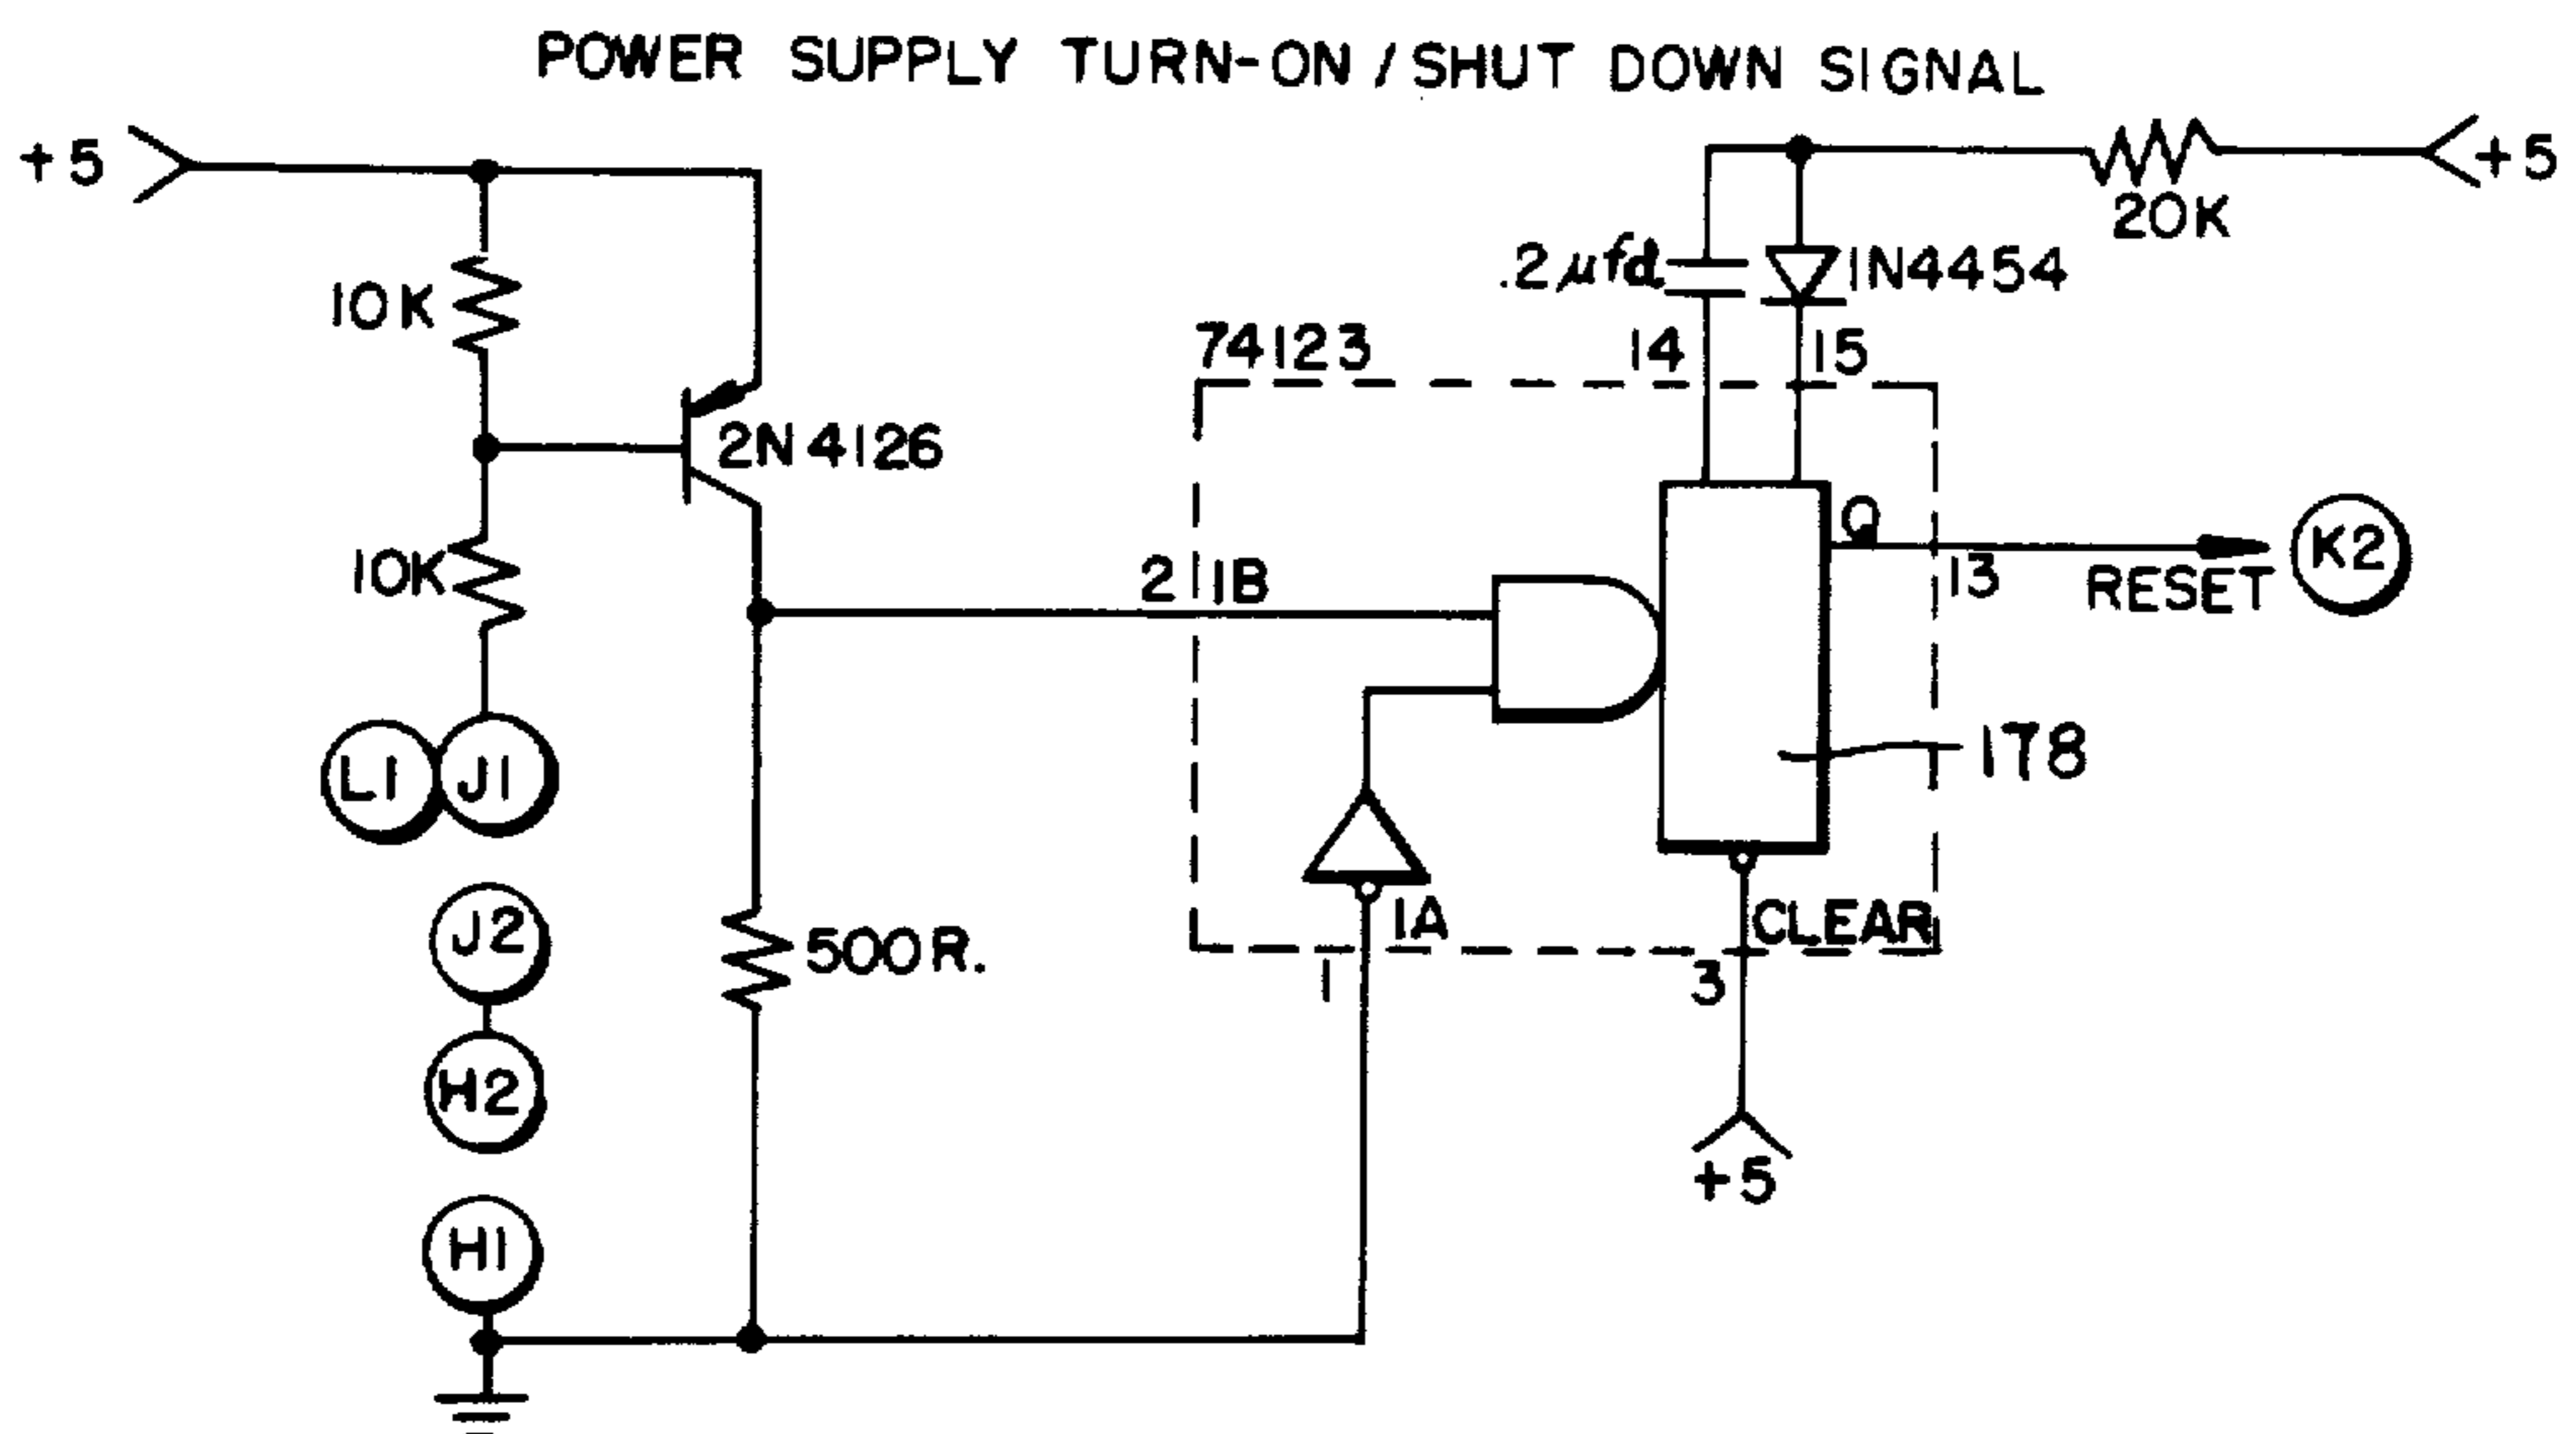 POWER SUPPLY TURN-ON / SHUT DOWN SIGNAL
+5
+5
20K
.2 µfd.
1N4454
10K
74123
14
15
2N4126
Q
K2
10K
2
1B
13
RESET
L1
J1
1T8
J2
500R.
1A
CLEAR
1
3
H2
+5
H1